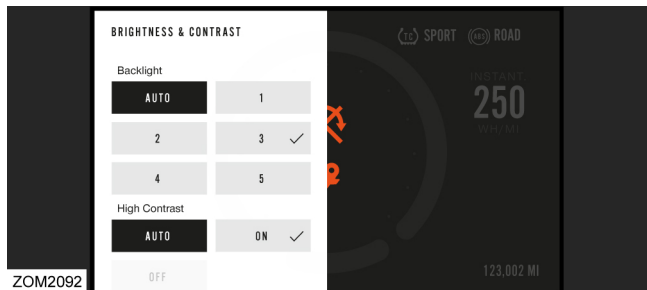 BRIGHTNESS & CONTRAST
Backlight
AUTO 1
2 3
4 5
High Contrast
AUTO ON
OFF
TC SPORT ABS ROAD
INSTANT
250
WH/MI
123,002 MI
ZOM2092